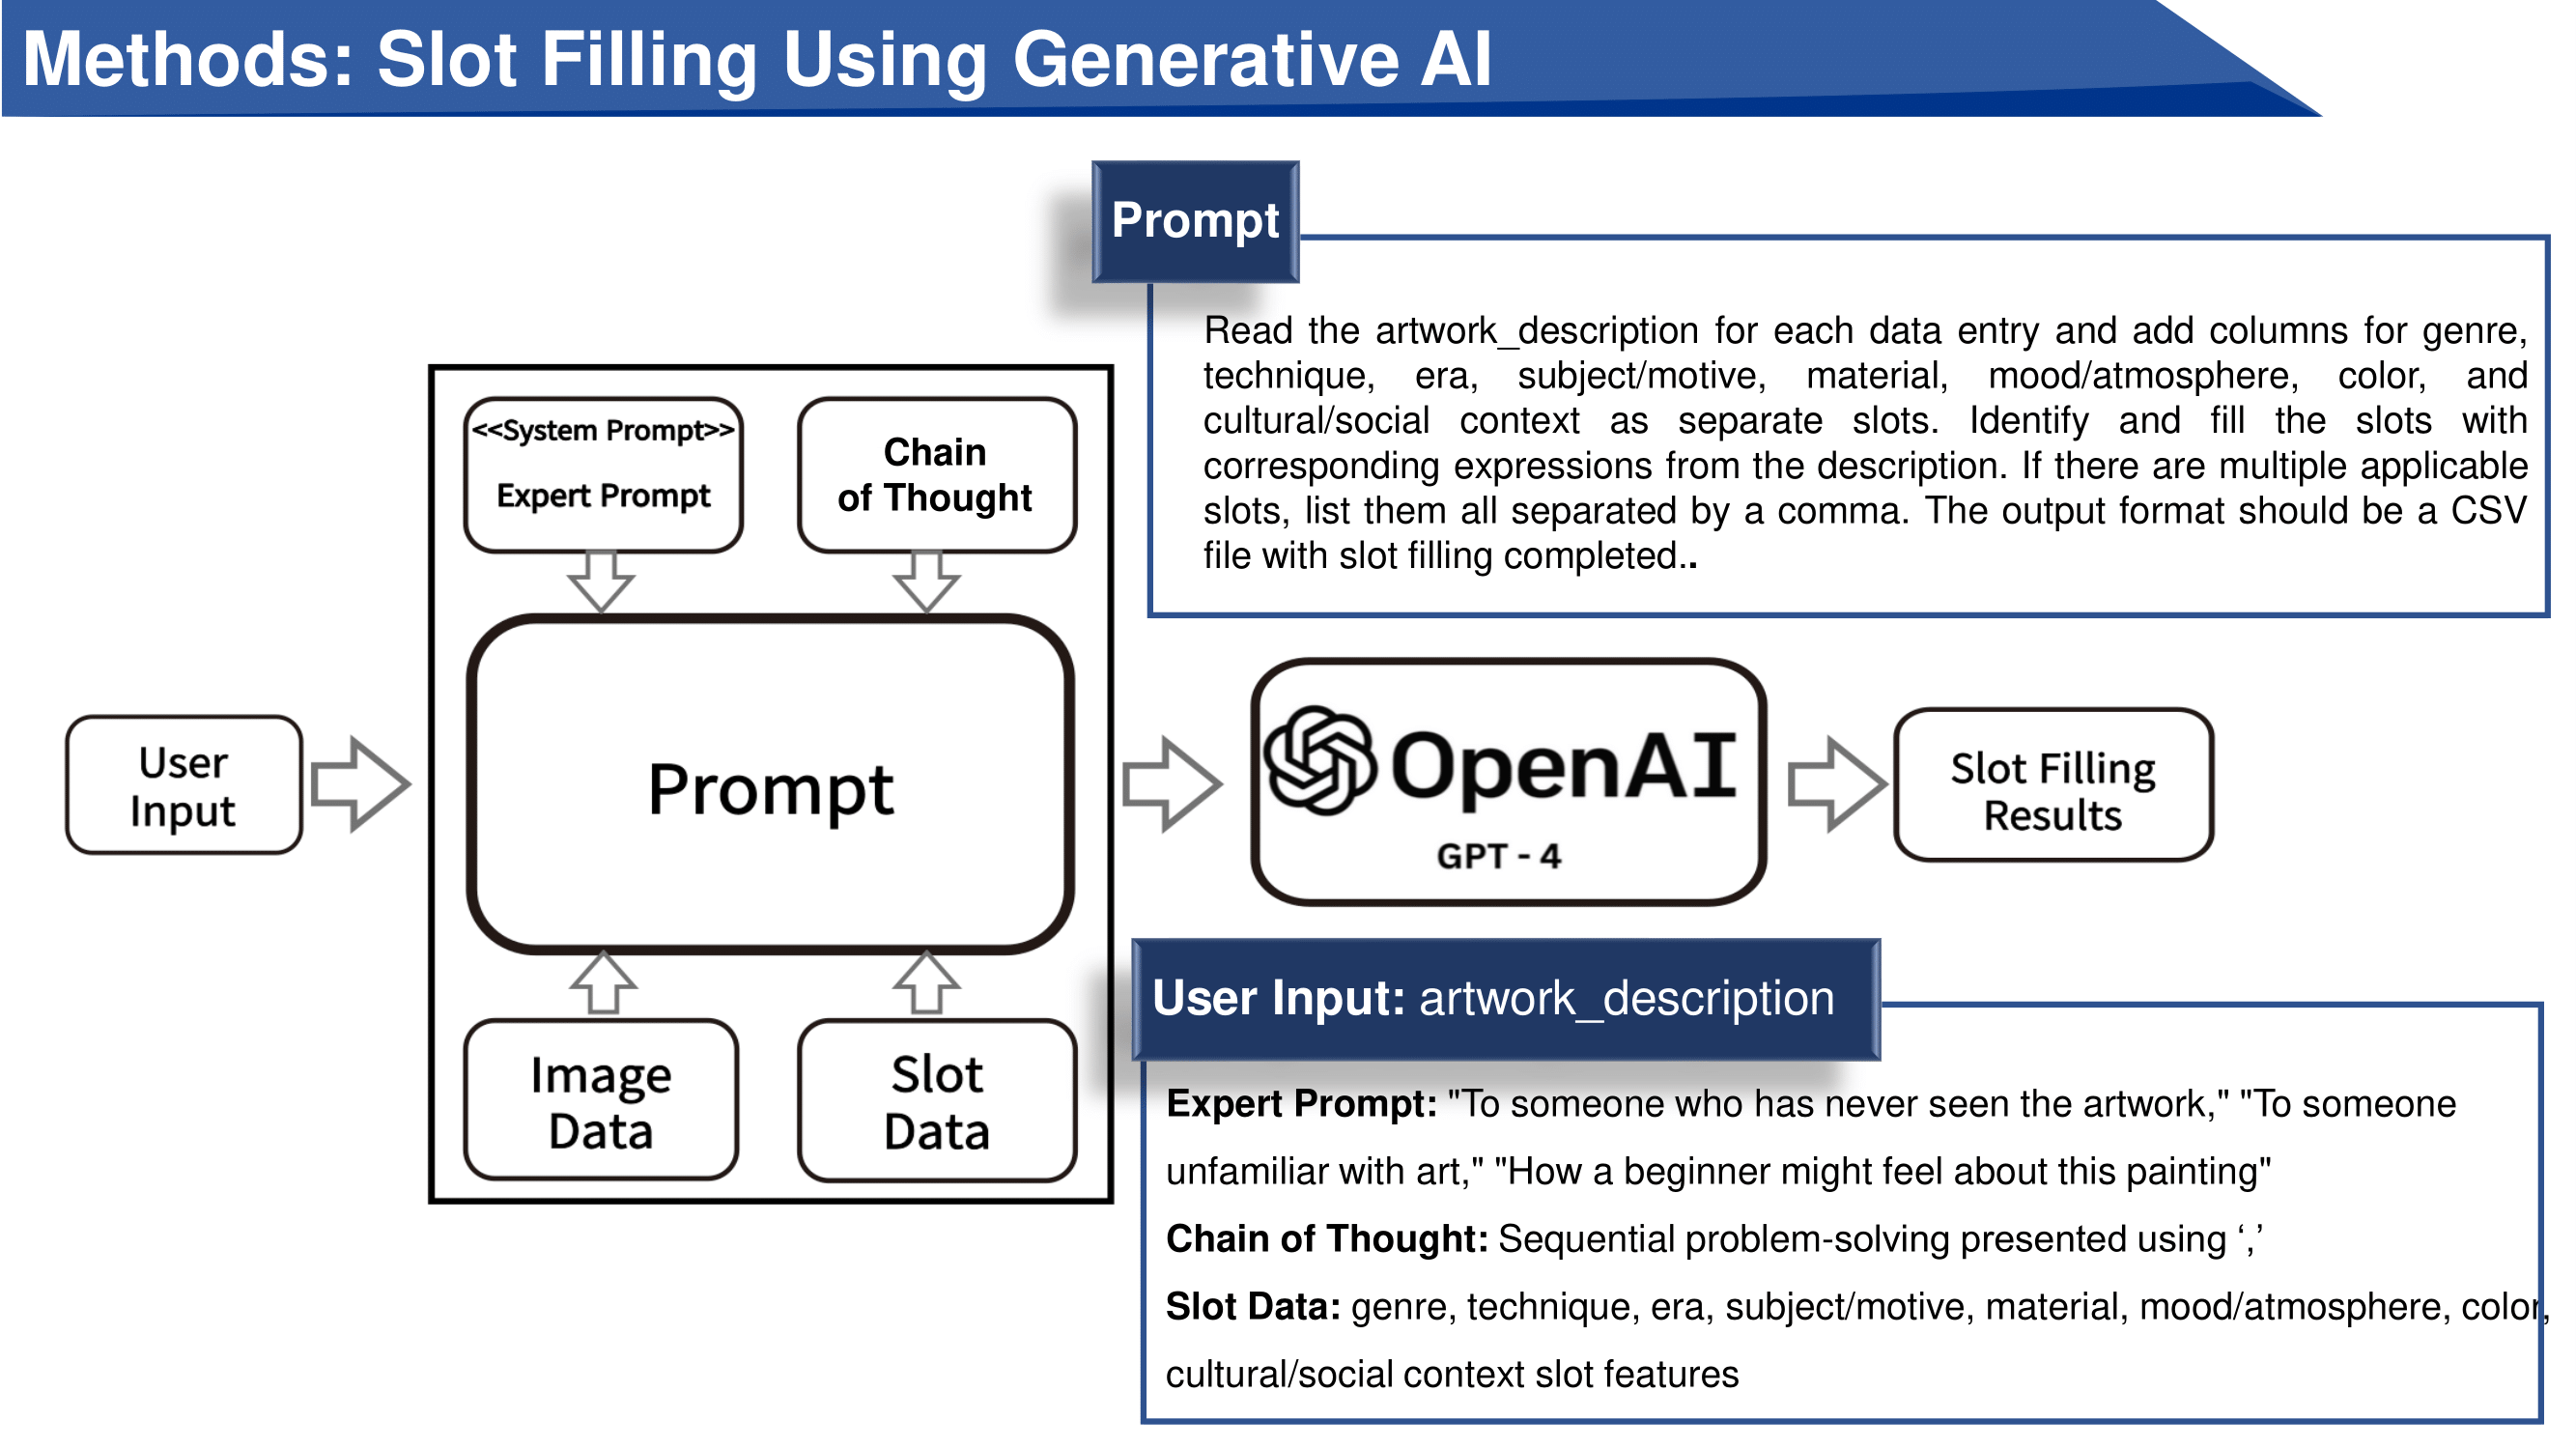 Methods: Slot Filling Using Generative AI
Prompt
Read the artwork_description for each data entry and add columns for genre,
technique, era, subject/motive, material, mood/atmosphere, color, and
cultural/social context as separate slots. Identify and fill the slots with
corresponding expressions from the description. If there are multiple applicable
slots, list them all separated by a comma. The output format should be a CSV
file with slot filling completed..
<<System Prompt>>
Expert Prompt
Chain
of Thought
User
Input
Prompt
OpenAI
GPT - 4
Slot Filling
Results
Image
Data
Slot
Data
User Input: artwork_description
Expert Prompt: "To someone who has never seen the artwork," "To someone
unfamiliar with art," "How a beginner might feel about this painting"
Chain of Thought: Sequential problem-solving presented using ‘,’
Slot Data: genre, technique, era, subject/motive, material, mood/atmosphere, color,
cultural/social context slot features